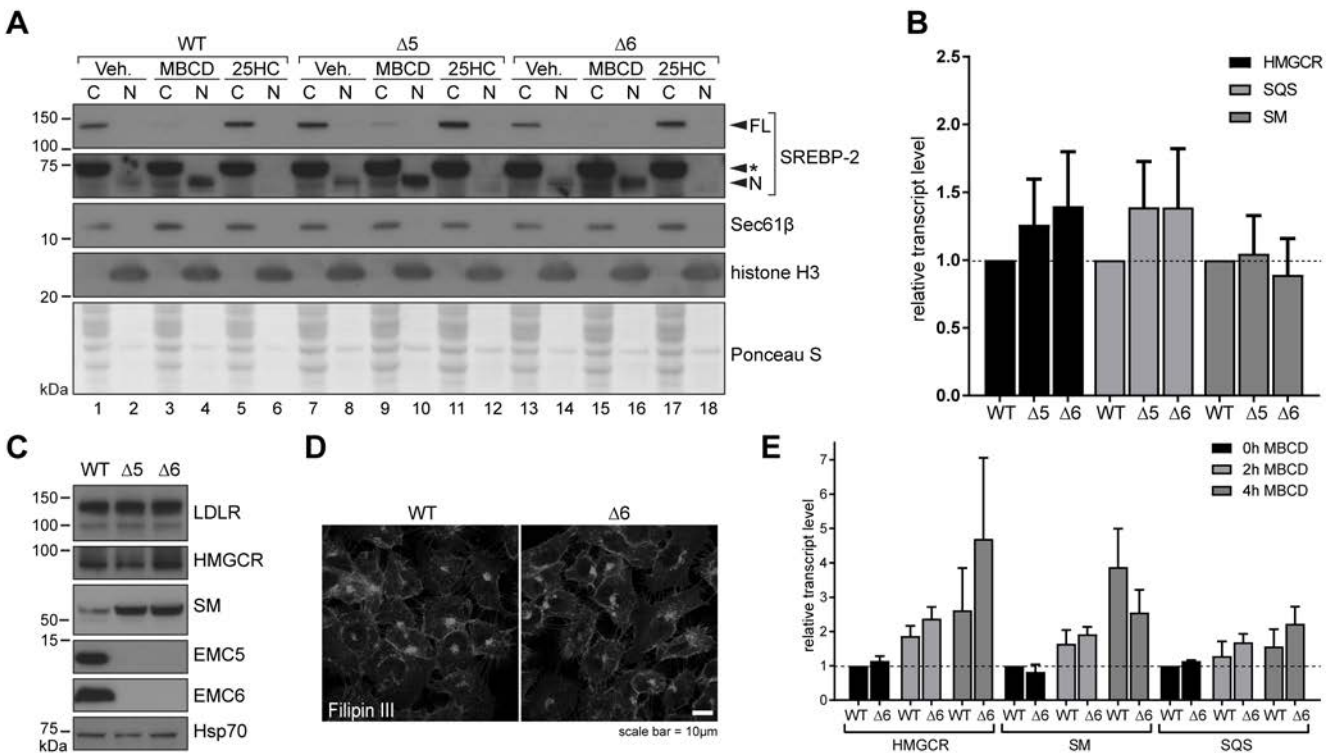 A
WT Δ5 Δ6
Veh. MBCD 25HC Veh. MBCD 25HC Veh. MBCD 25HC
C N C N C N C N C N C N C N C N C N
150
100
FL
75
*
N
SREBP-2
10
Sec61β
histone H3
20
Ponceau S
kDa
1 2 3 4 5 6 7 8 9 10 11 12 13 14 15 16 17 18
B
relative transcript level
2.5
2.0
1.5
1.0
0.5
0.0
HMGCR
SQS
SM
WT Δ5 Δ6 WT Δ5 Δ6 WT Δ5 Δ6
C
WT Δ5 Δ6
150
100
LDLR
100
HMGCR
50
SM
15
EMC5
EMC6
75
kDa
Hsp70
D
WT Δ6
Filipin III
scale bar = 10µm
E
relative transcript level
7
6
5
4
3
2
1
0
0h MBCD
2h MBCD
4h MBCD
WT Δ6 WT Δ6 WT Δ6 WT Δ6 WT Δ6 WT Δ6 WT Δ6 WT Δ6 WT Δ6
HMGCR SM SQS